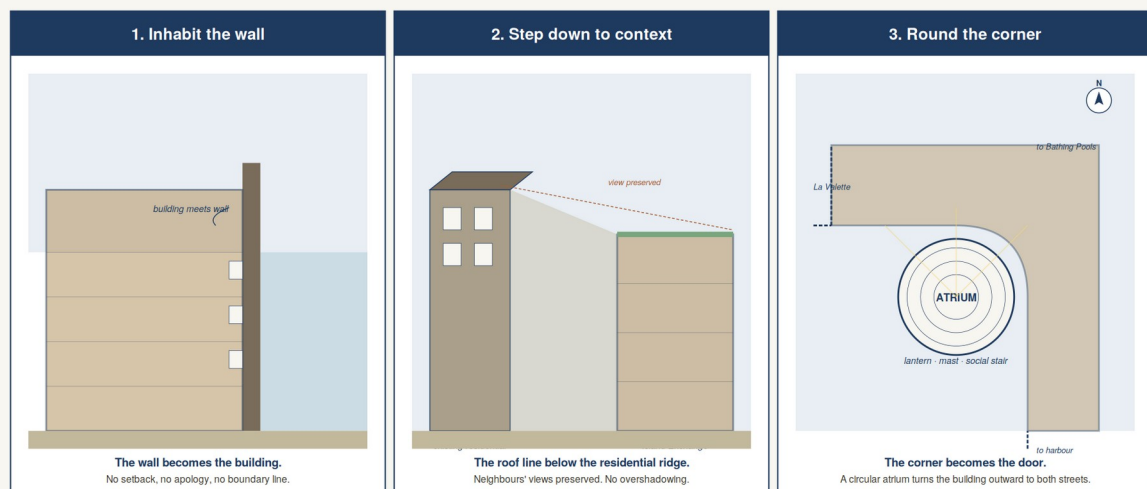 1. Inhabit the wall
building meets wall
The wall becomes the building.
No setback, no apology, no boundary line.
2. Step down to context
view preserved
The roof line below the residential ridge.
Neighbours' views preserved. No overshadowing.
3. Round the corner
N
to Bathing Pools
La Valette
ATRIUM
lantern · mast · social stair
to harbour
The corner becomes the door.
A circular atrium turns the building outward to both streets.